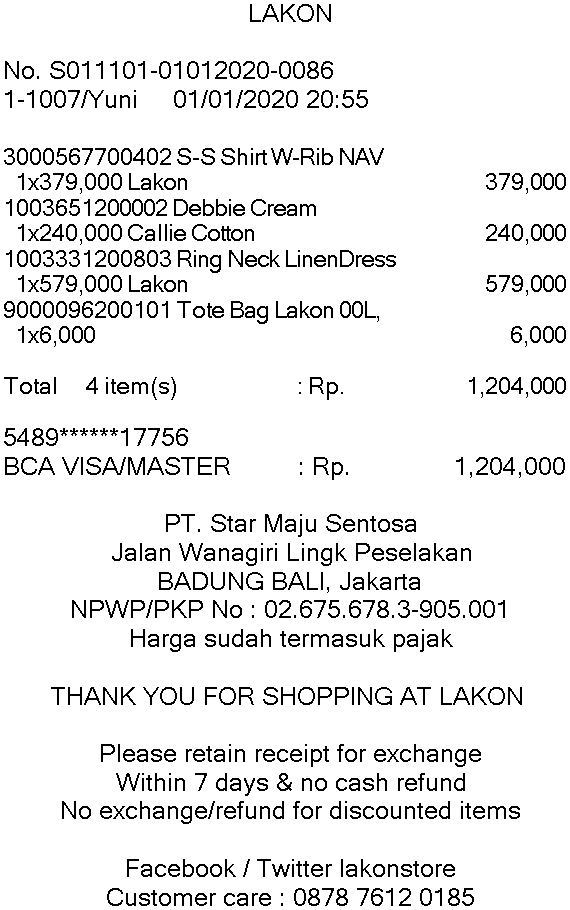 LAKON
No. S011101-01012020-0086
1-1007/Yuni 01/01/2020 20:55
3000567700402 S-S Shirt W-Rib NAV
1x379,000 Lakon 379,000
1003651200002 Debbie Cream
1x240,000 Callie Cotton 240,000
1003331200803 Ring Neck LinenDress
1x579,000 Lakon 579,000
9000096200101 Tote Bag Lakon 00L,
1x6,000 6,000
Total 4 item(s) : Rp. 1,204,000
5489******17756
BCA VISA/MASTER : Rp. 1,204,000
PT. Star Maju Sentosa
Jalan Wanagiri Lingk Peselakan
BADUNG BALI, Jakarta
NPWP/PKP No : 02.675.678.3-905.001
Harga sudah termasuk pajak
THANK YOU FOR SHOPPING AT LAKON
Please retain receipt for exchange
Within 7 days & no cash refund
No exchange/refund for discounted items
Facebook / Twitter lakonstore
Customer care : 0878 7612 0185